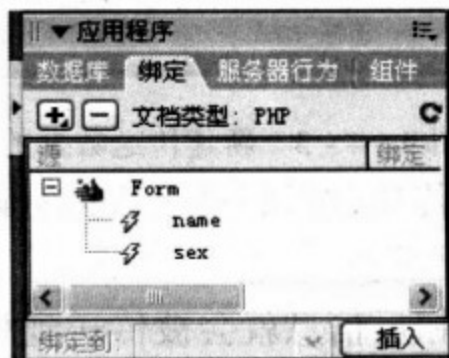 应用程序
数据库 绑定 服务器行为 组件
文档类型: PHP
源 绑定
Form
name
sex
绑定到: 插入